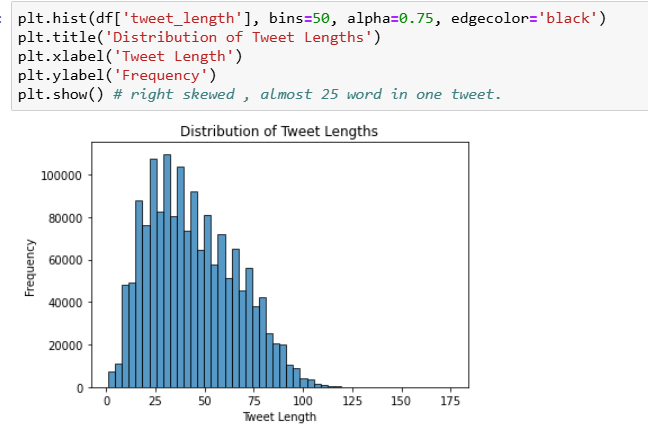 plt.hist(df['tweet_length'], bins=50, alpha=0.75, edgecolor='black')
plt.title('Distribution of Tweet Lengths')
plt.xlabel('Tweet Length')
plt.ylabel('Frequency')
plt.show() # right skewed , almost 25 word in one tweet.
Distribution of Tweet Lengths
100000
80000
60000
40000
20000
0
Frequency
0 25 50 75 100 125 150 175
Tweet Length